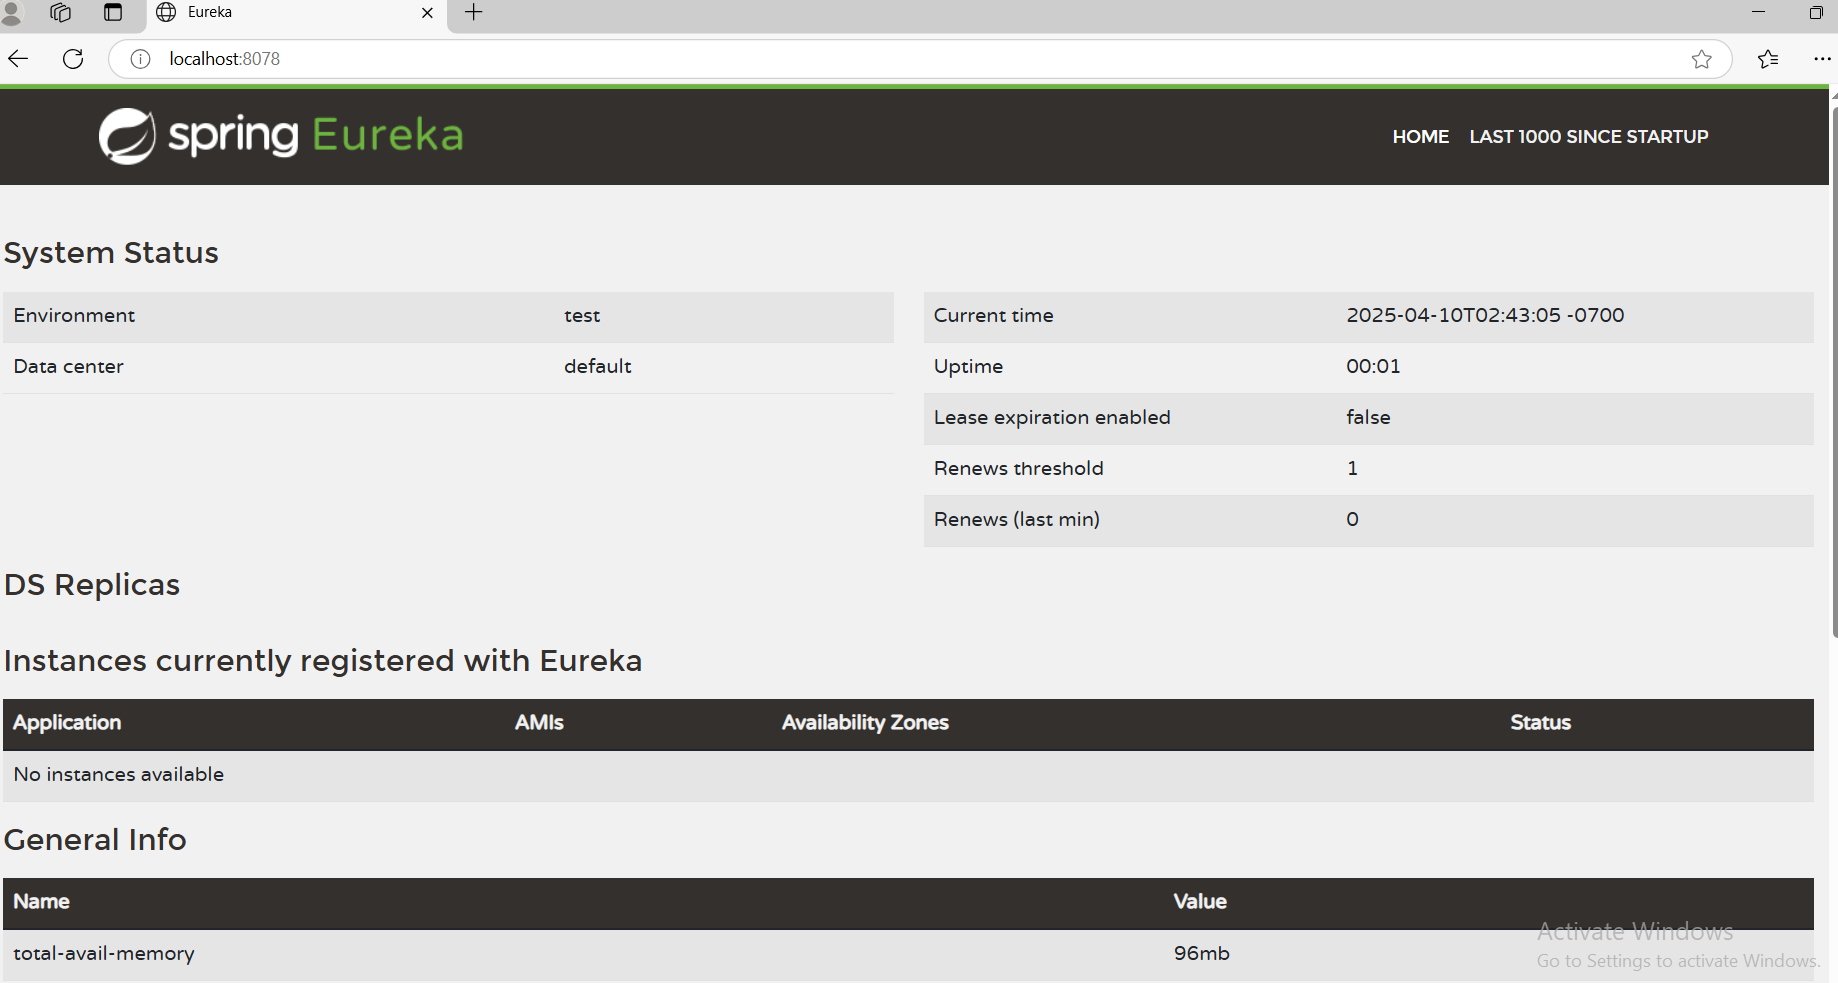 Eureka
localhost:8078
spring Eureka
HOME LAST 1000 SINCE STARTUP
System Status
Environment test
Data center default
Current time 2025-04-10T02:43:05 -0700
Uptime 00:01
Lease expiration enabled false
Renews threshold 1
Renews (last min) 0
DS Replicas
Instances currently registered with Eureka
Application AMIs Availability Zones Status
No instances available
General Info
Name Value
total-avail-memory 96mb
Activate Windows
Go to Settings to activate Windows.